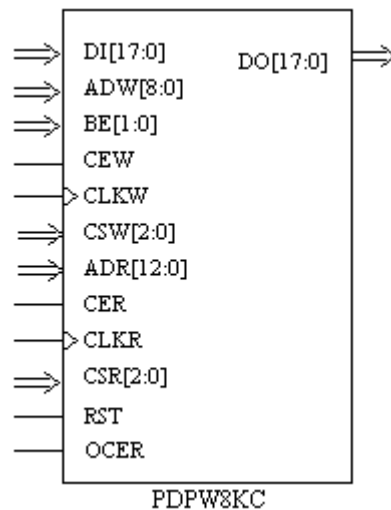 DI[17:0]
DO[17:0]
ADW[8:0]
BE[1:0]
CEW
CLKW
CSW[2:0]
ADR[12:0]
CER
CLKR
CSR[2:0]
RST
OCER
PDPW8KC